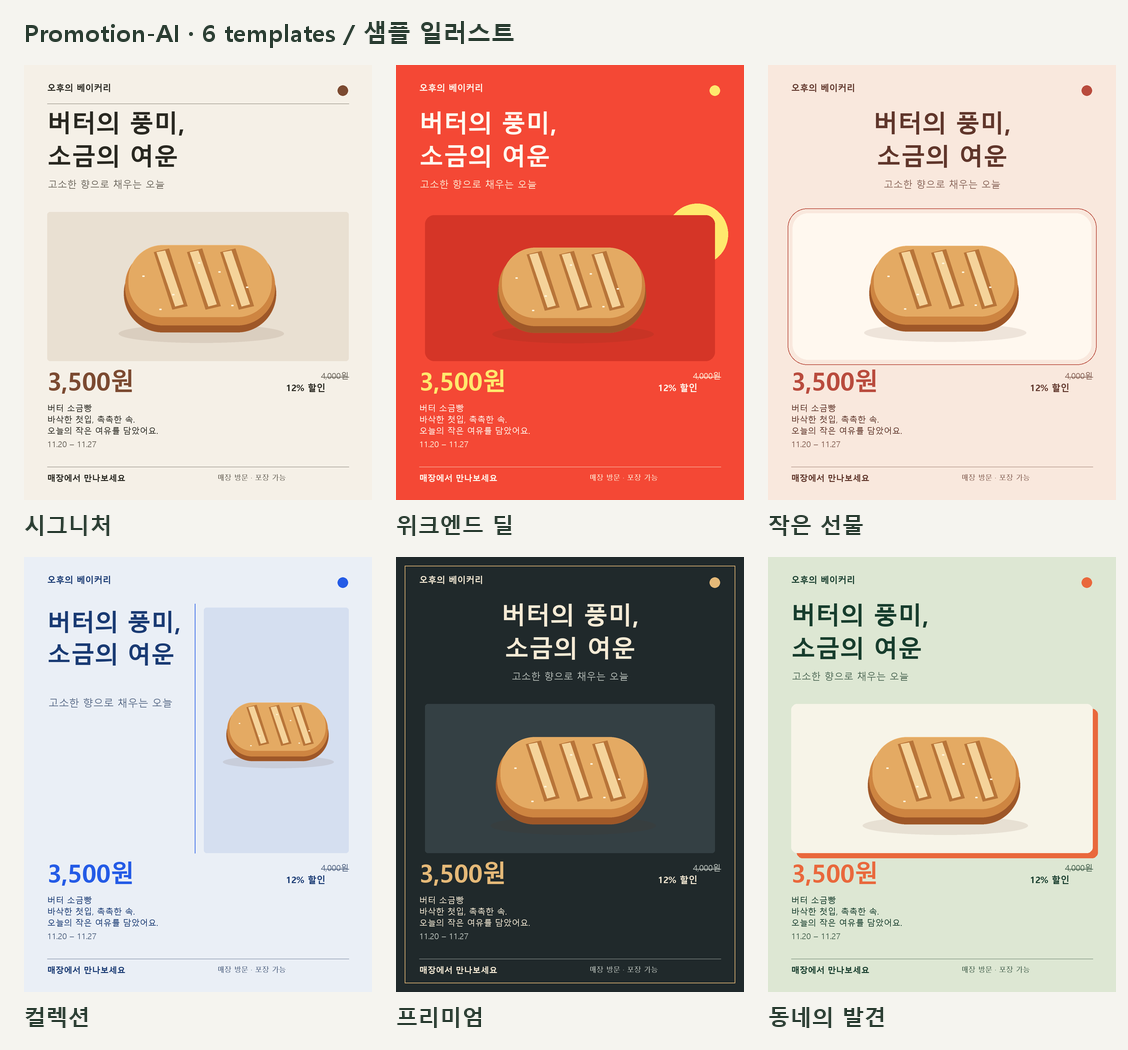 Promotion-AI · 6 templates / 샘플 일러스트
오후의 베이커리
버터의 풍미,
소금의 여운
고소한 향으로 채우는 오늘
3,500원
4,000원
12% 할인
버터 소금빵
바삭한 첫입, 촉촉한 속.
오늘의 작은 여유를 담았어요.
11.20 – 11.27
매장에서 만나보세요
매장 방문 · 포장 가능
시그니처
오후의 베이커리
버터의 풍미,
소금의 여운
고소한 향으로 채우는 오늘
3,500원
4,000원
12% 할인
버터 소금빵
바삭한 첫입, 촉촉한 속.
오늘의 작은 여유를 담았어요.
11.20 – 11.27
매장에서 만나보세요
매장 방문 · 포장 가능
위크엔드 딜
오후의 베이커리
버터의 풍미,
소금의 여운
고소한 향으로 채우는 오늘
3,500원
4,000원
12% 할인
버터 소금빵
바삭한 첫입, 촉촉한 속.
오늘의 작은 여유를 담았어요.
11.20 – 11.27
매장에서 만나보세요
매장 방문 · 포장 가능
작은 선물
오후의 베이커리
버터의 풍미,
소금의 여운
고소한 향으로 채우는 오늘
3,500원
4,000원
12% 할인
버터 소금빵
바삭한 첫입, 촉촉한 속.
오늘의 작은 여유를 담았어요.
11.20 – 11.27
매장에서 만나보세요
매장 방문 · 포장 가능
컬렉션
오후의 베이커리
버터의 풍미,
소금의 여운
고소한 향으로 채우는 오늘
3,500원
4,000원
12% 할인
버터 소금빵
바삭한 첫입, 촉촉한 속.
오늘의 작은 여유를 담았어요.
11.20 – 11.27
매장에서 만나보세요
매장 방문 · 포장 가능
프리미엄
오후의 베이커리
버터의 풍미,
소금의 여운
고소한 향으로 채우는 오늘
3,500원
4,000원
12% 할인
버터 소금빵
바삭한 첫입, 촉촉한 속.
오늘의 작은 여유를 담았어요.
11.20 – 11.27
매장에서 만나보세요
매장 방문 · 포장 가능
동네의 발견